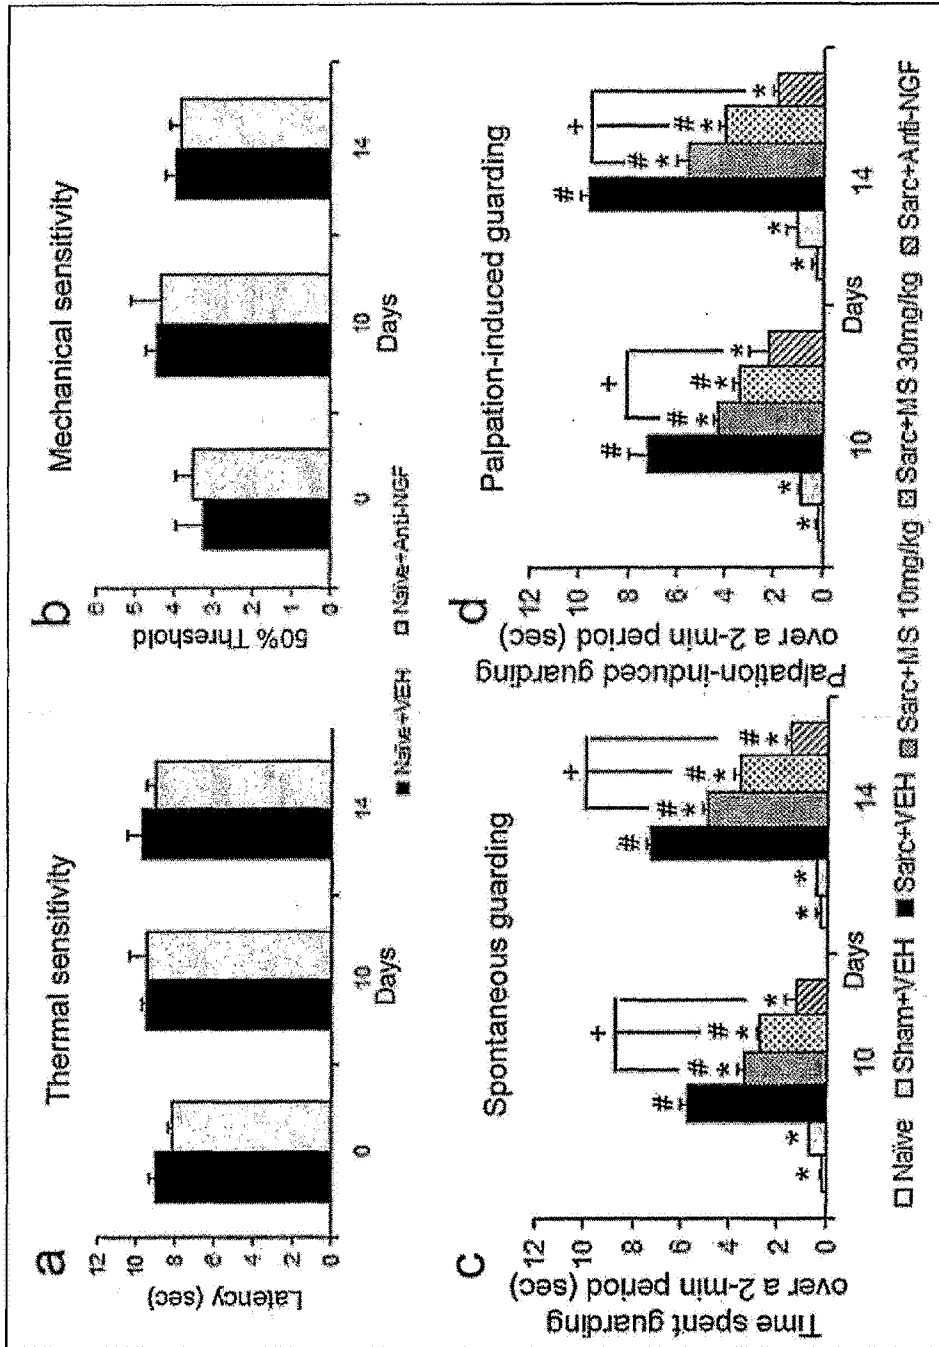 a
Thermal sensitivity
Latency (sec)
12
10
8
6
4
2
0
0
10
14
Days
b
Mechanical sensitivity
50% Threshold
6
5
4
3
2
1
0
0
10
14
Days
■ Naïve+VEH □ Naïve+Anti-NGF
c
Spontaneous guarding
Time spent guarding
over a 2-min period (sec)
12
10
8
6
4
2
0
* * # # * # * * +
* * # # * # * # * +
10
14
Days
d
Palpation-induced guarding
Palpation-induced guarding
over a 2-min period (sec)
12
10
8
6
4
2
0
* * # # * # * * +
* * # # * # * * +
10
14
Days
□ Naïve □ Sham+VEH ■ Sarc+VEH Sarc+MS 10mg/kg Sarc+MS 30mg/kg Sarc+Anti-NGF